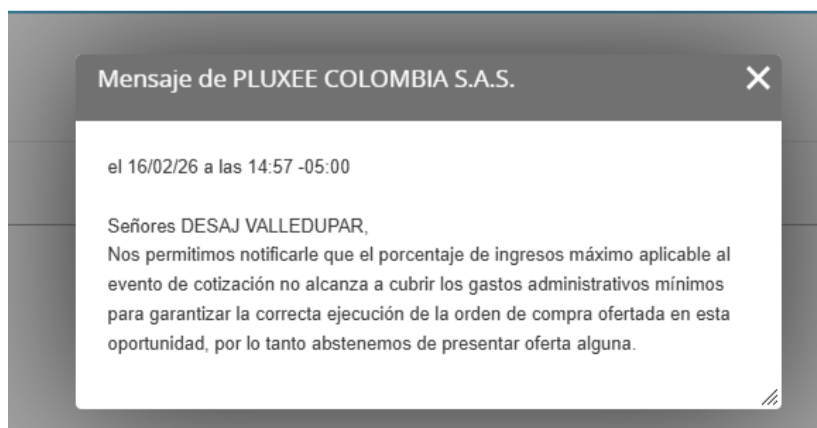 Mensaje de PLUXEE COLOMBIA S.A.S.
el 16/02/26 a las 14:57 -05:00
Señores DESAJ VALLEDUPAR,
Nos permitimos notificarle que el porcentaje de ingresos máximo aplicable al
evento de cotización no alcanza a cubrir los gastos administrativos mínimos
para garantizar la correcta ejecución de la orden de compra ofertada en esta
oportunidad, por lo tanto abstenemos de presentar oferta alguna.